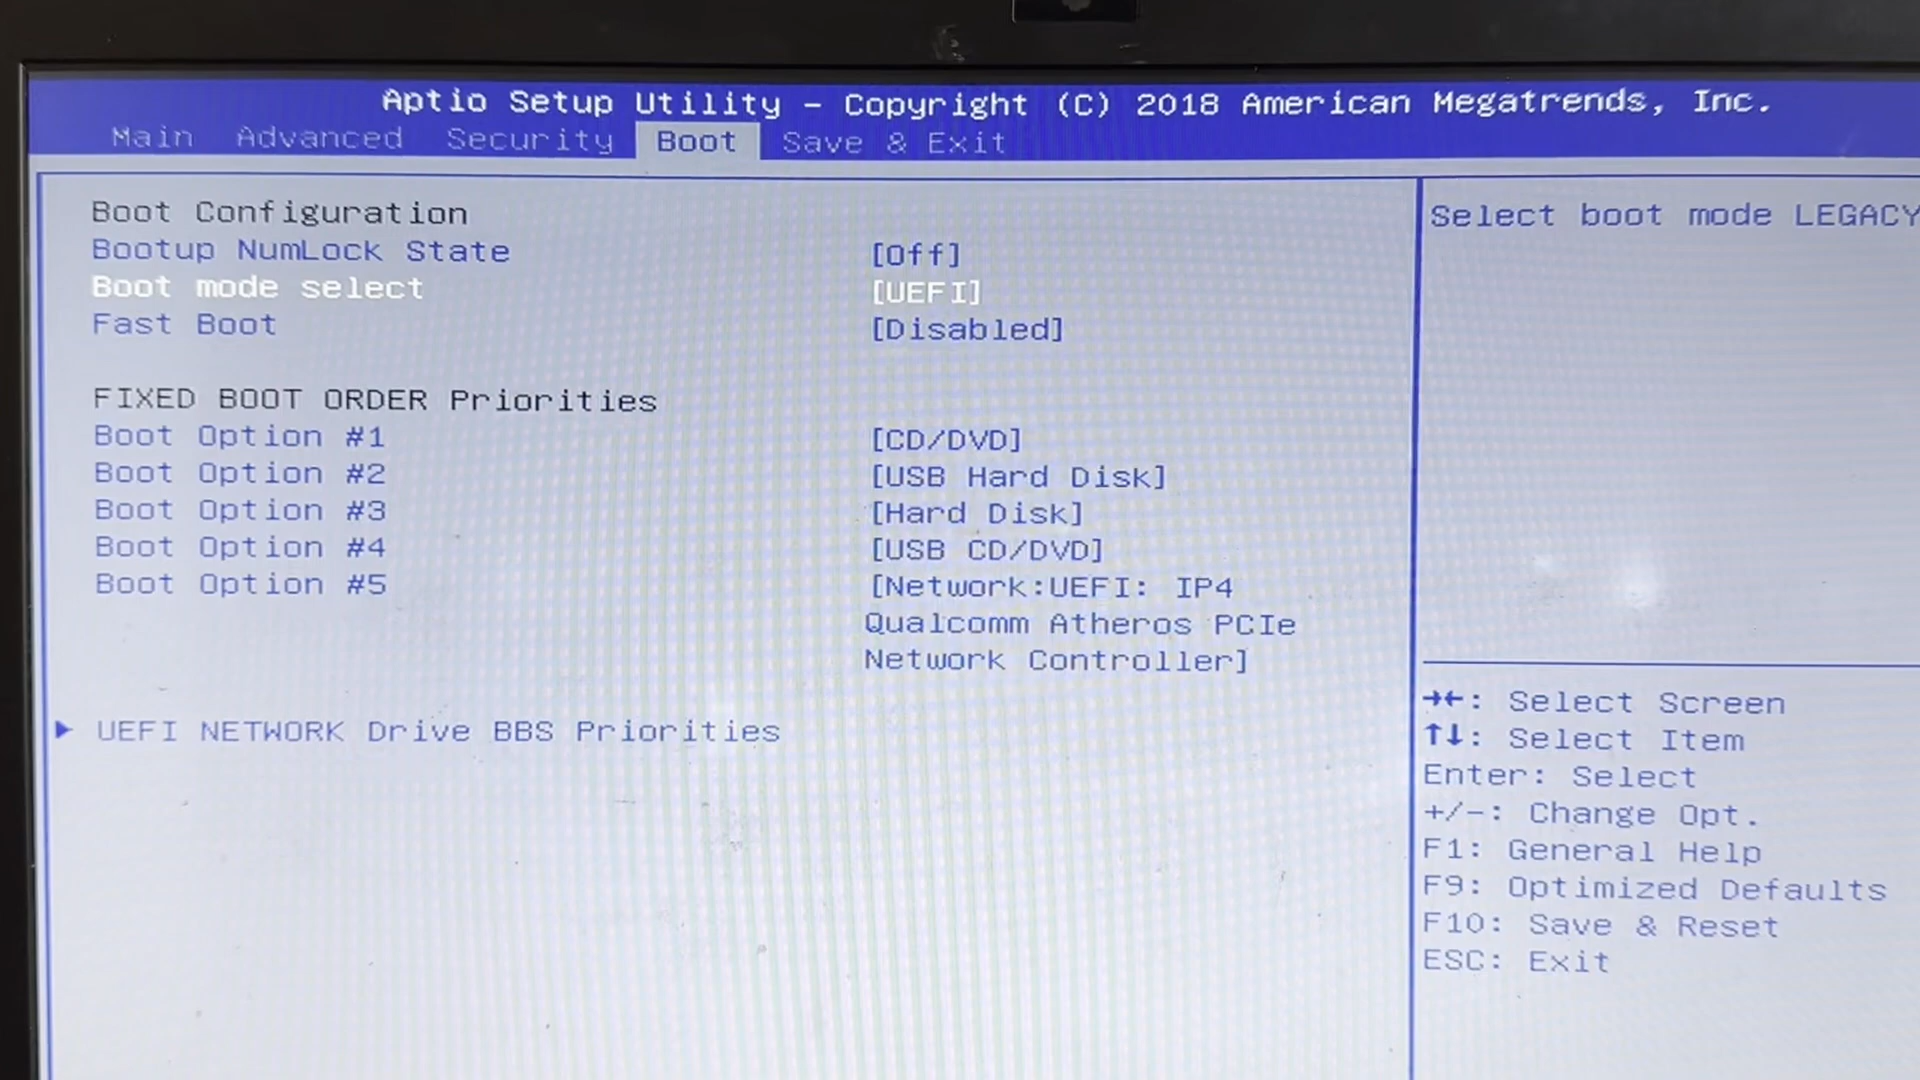 Aptio Setup Utility - Copyright (C) 2018 American Megatrends, Inc.
Main Advanced Security Boot Save & Exit
Boot Configuration
Bootup NumLock State [Off]
Boot mode select [UEFI]
Fast Boot [Disabled]
FIXED BOOT ORDER Priorities
Boot Option #1 [CD/DVD]
Boot Option #2 [USB Hard Disk]
Boot Option #3 [Hard Disk]
Boot Option #4 [USB CD/DVD]
Boot Option #5 [Network:UEFI: IP4
Qualcomm Atheros PCIe
Network Controller]
UEFI NETWORK Drive BBS Priorities
Select boot mode LEGACY
→←: Select Screen
↑↓: Select Item
Enter: Select
+/-: Change Opt.
F1: General Help
F9: Optimized Defaults
F10: Save & Reset
ESC: Exit